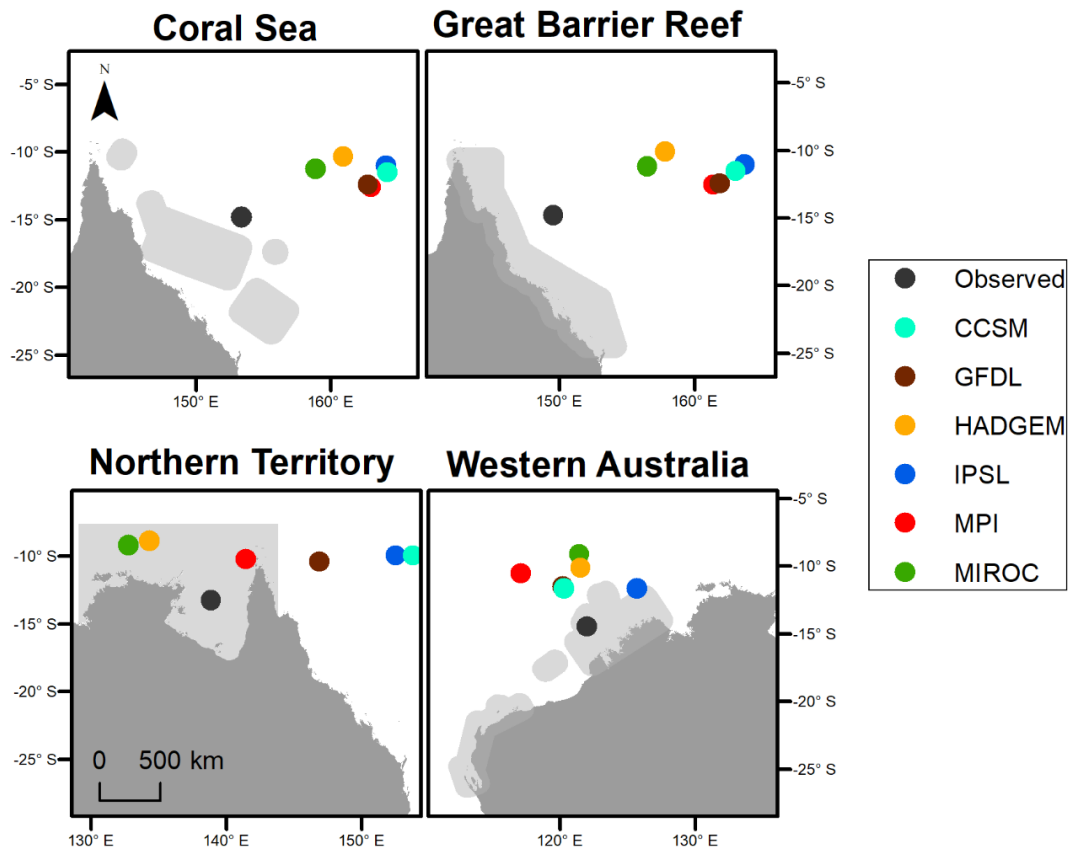 Coral Sea
Great Barrier Reef
N
-5° S
-10° S
-15° S
-20° S
-25° S
150° E
160° E
-5° S
-10° S
-15° S
-20° S
-25° S
150° E
160° E
Observed
CCSM
GFDL
HADGEM
IPSL
MPI
MIROC
Northern Territory
Western Australia
-10° S
-15° S
-20° S
-25° S
0 500 km
130° E
140° E
150° E
-5° S
-10° S
-15° S
-20° S
-25° S
120° E
130° E